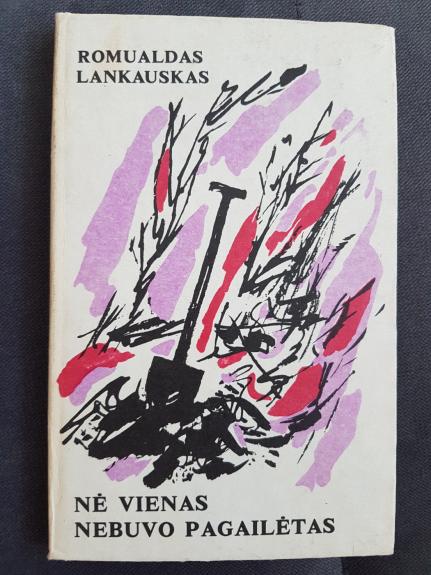 ROMUALDAS
LANKAUSKAS
NĖ VIENAS
NEBUVO PAGAILĖTAS